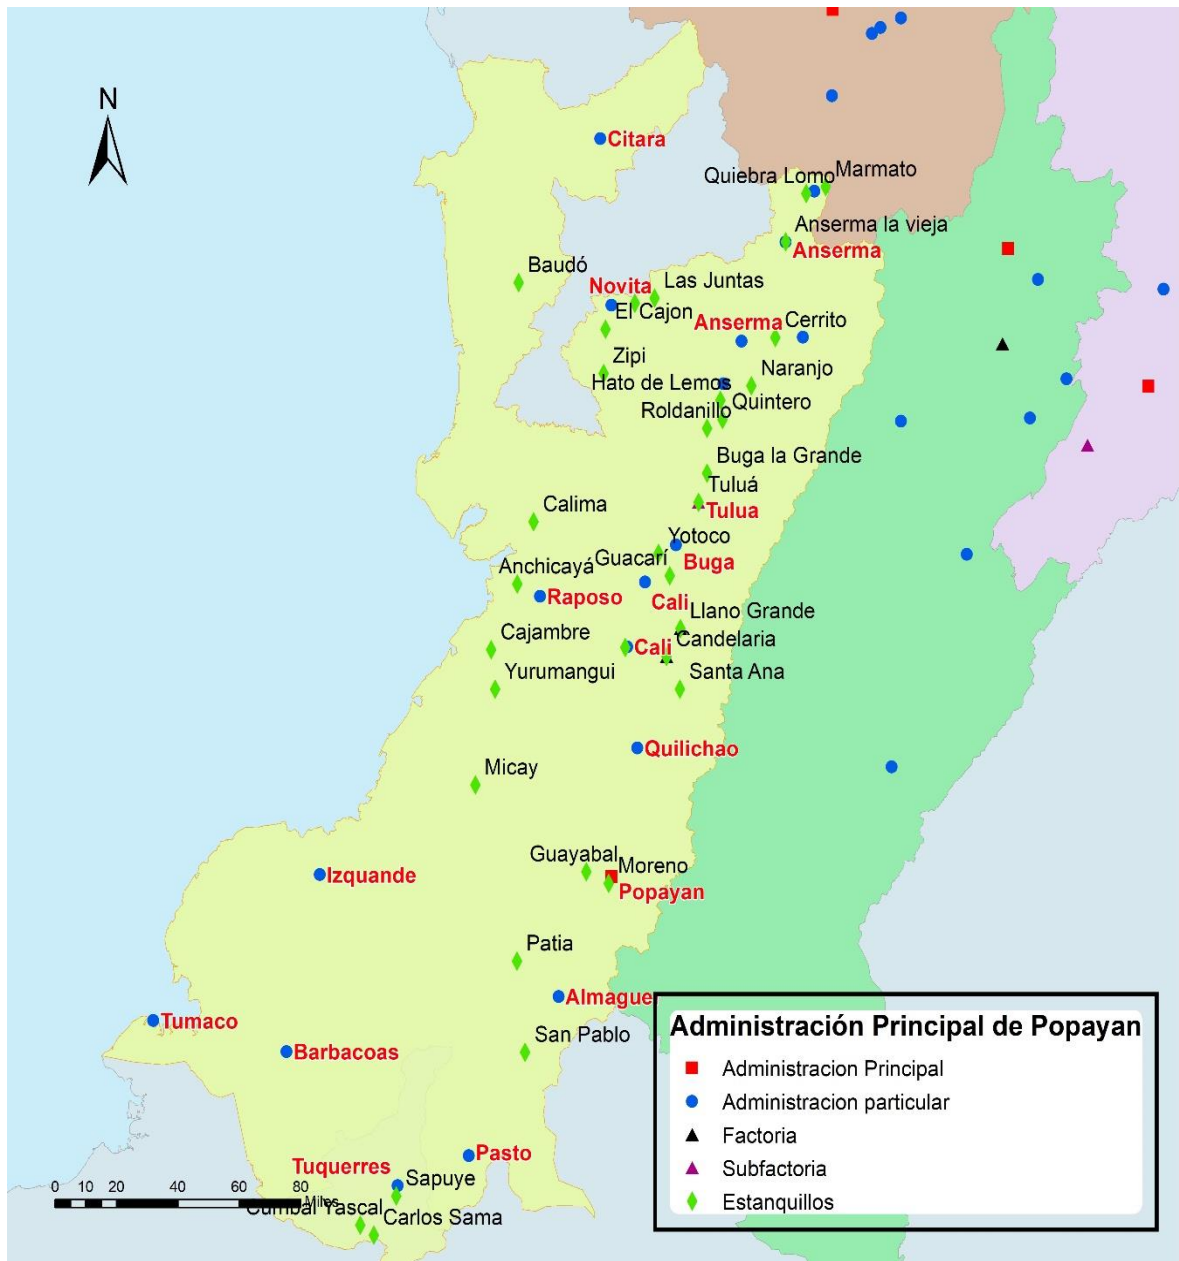 N
Citara
Quiebra Lomo
Marmato
Anserma la vieja
Anserma
Baudó
Novita
Las Juntas
El Cajon
Anserma
Cerrito
Zipi
Hato de Lemos
Naranjo
Roldanillo
Quintero
Buga la Grande
Tuluá
Tulua
Calima
Yotoco
Guacarí
Buga
Anchicayá
Raposo
Cali
Llano Grande
Cajambre
Cali
Candelaria
Yurumangui
Santa Ana
Quilichao
Micay
Guayabal
Moreno
Izquande
Popayan
Patia
Almague
Tumaco
San Pablo
Barbacoas
Pasto
Tuquerres
Sapuye
0 10 20 40 60 80
Miles
Cumbal Yascal
Carlos Sama
Administración Principal de Popayan
Administracion Principal
Administracion particular
Factoria
Subfactoria
Estanquillos